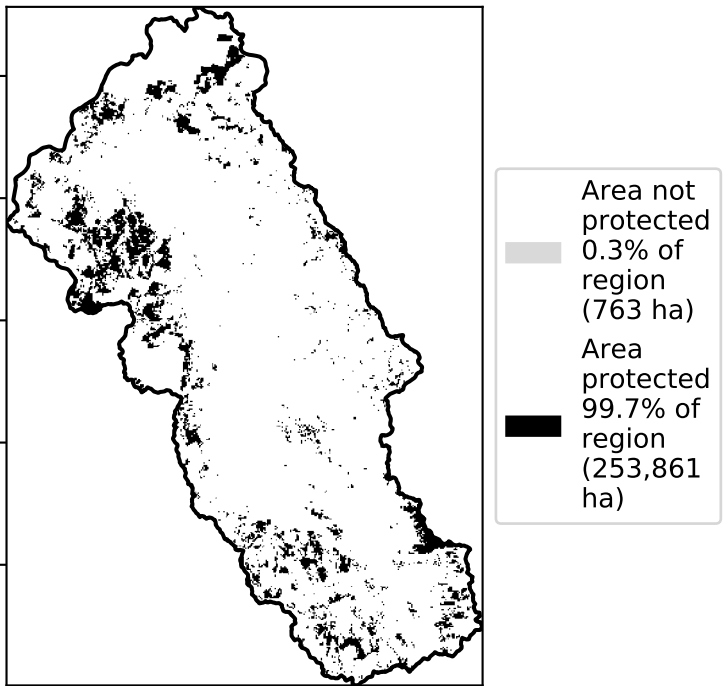 Area not
protected
0.3% of
region
(763 ha)
Area
protected
99.7% of
region
(253,861
ha)